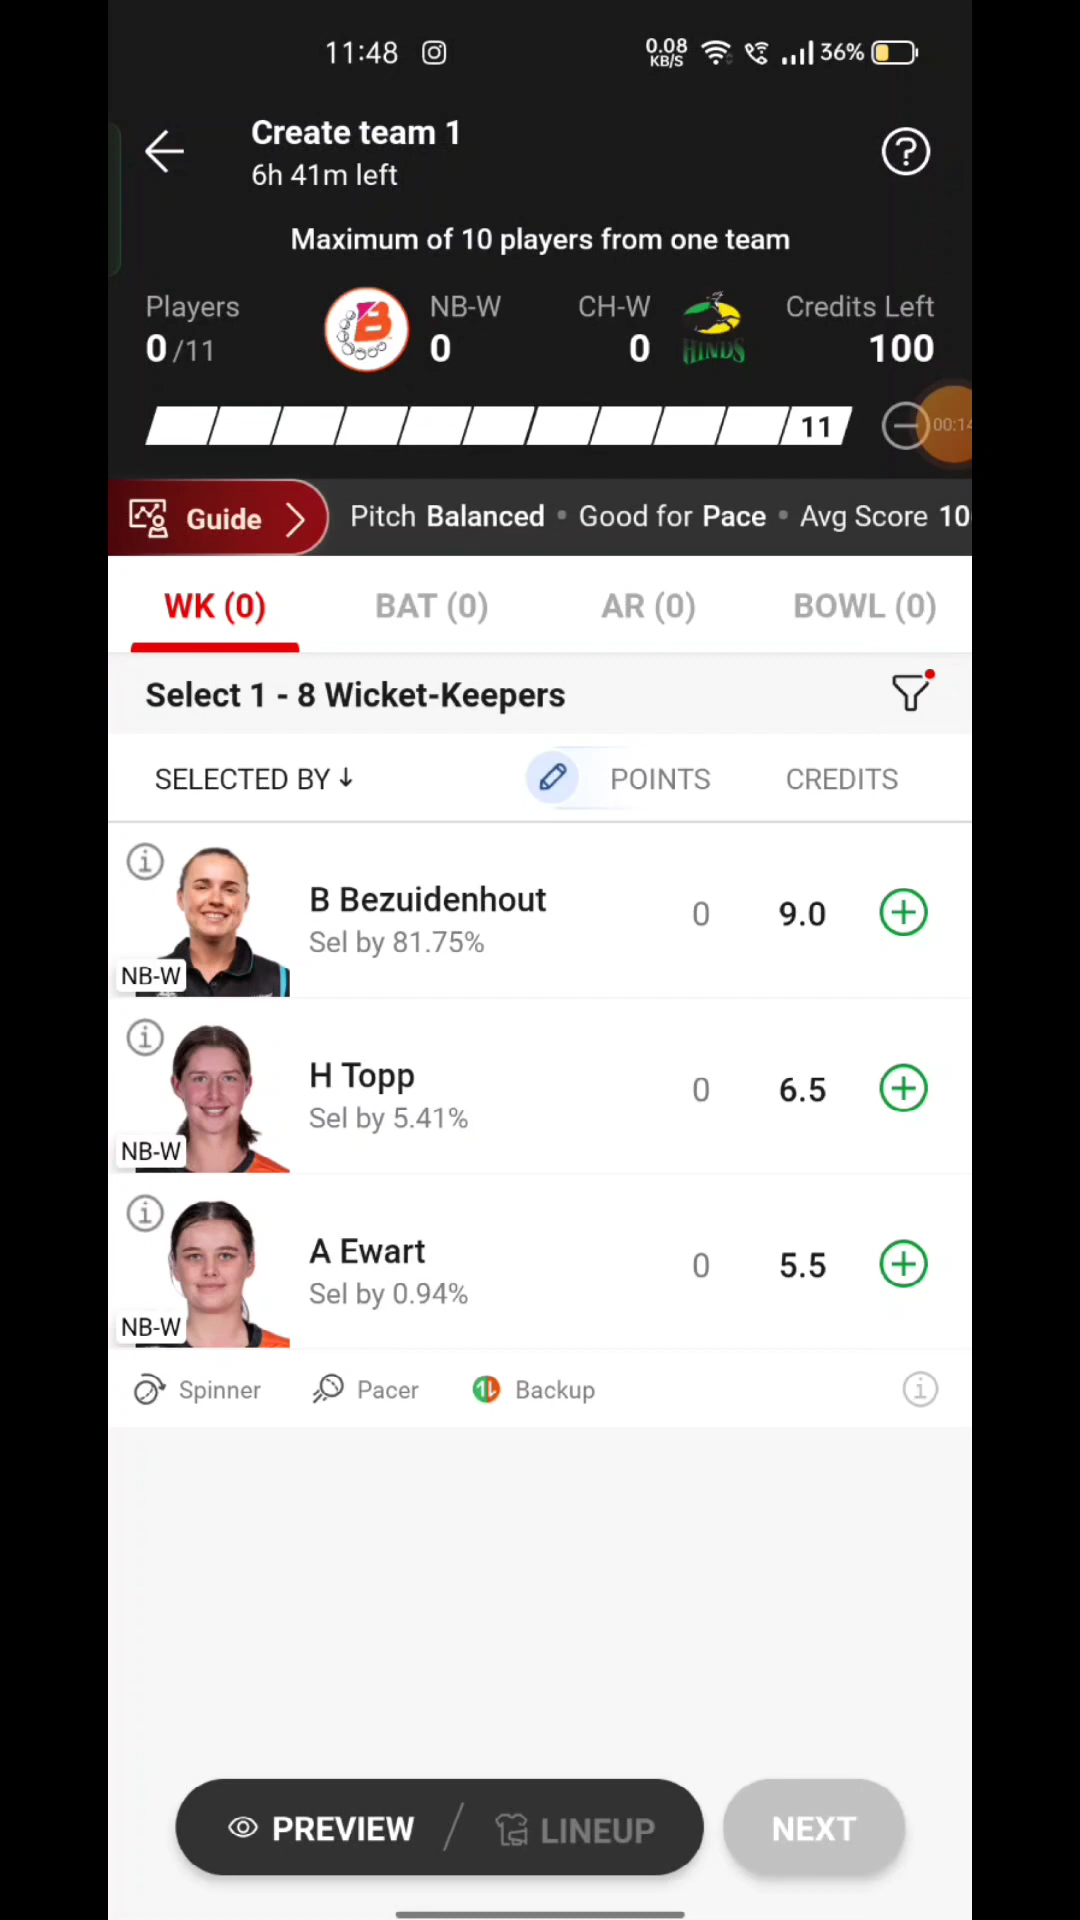 11:48
0.08 KB/S
36%
Create team 1
6h 41m left
Maximum of 10 players from one team
Players NB-W CH-W Credits Left
0/11 B 0 0 HINDS 100
11
00:14
Guide Pitch Balanced • Good for Pace • Avg Score 10
WK (0) BAT (0) AR (0) BOWL (0)
Select 1 - 8 Wicket-Keepers
SELECTED BY ↓ POINTS CREDITS
B Bezuidenhout 0 9.0
Sel by 81.75%
NB-W
H Topp 0 6.5
Sel by 5.41%
NB-W
A Ewart 0 5.5
Sel by 0.94%
NB-W
Spinner Pacer Backup
PREVIEW / LINEUP NEXT